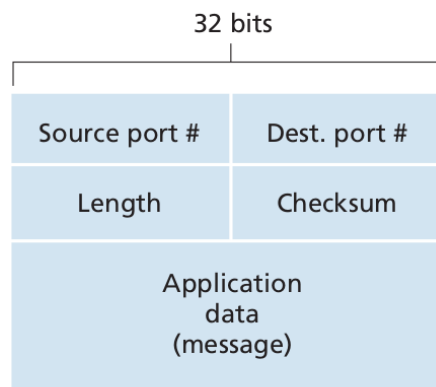 32 bits
Source port #
Dest. port #
Length
Checksum
Application
data
(message)